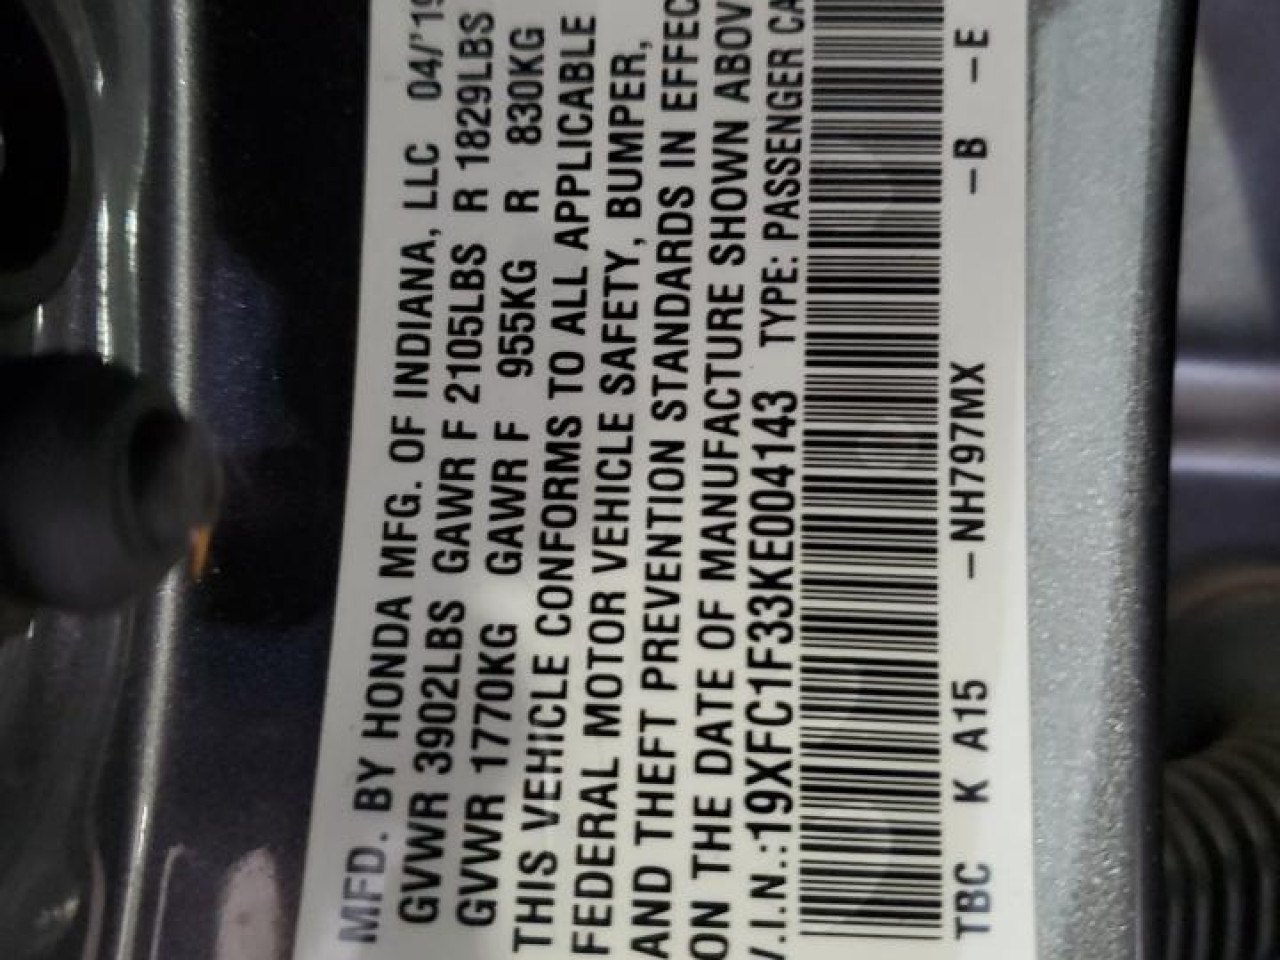 MFD. BY HONDA MFG. OF INDIANA, LLC 04/'19
GVWR 3902LBS GAWR F 2105LBS R 1829LBS
GVWR 1770KG GAWR F 955KG R 830KG
THIS VEHICLE CONFORMS TO ALL APPLICABLE
FEDERAL MOTOR VEHICLE SAFETY, BUMPER,
AND THEFT PREVENTION STANDARDS IN EFFEC
ON THE DATE OF MANUFACTURE SHOWN ABOV
V.I.N.:19XFC1F33KE004143 TYPE: PASSENGER CA
TBC K A15 –NH797MX –B –E